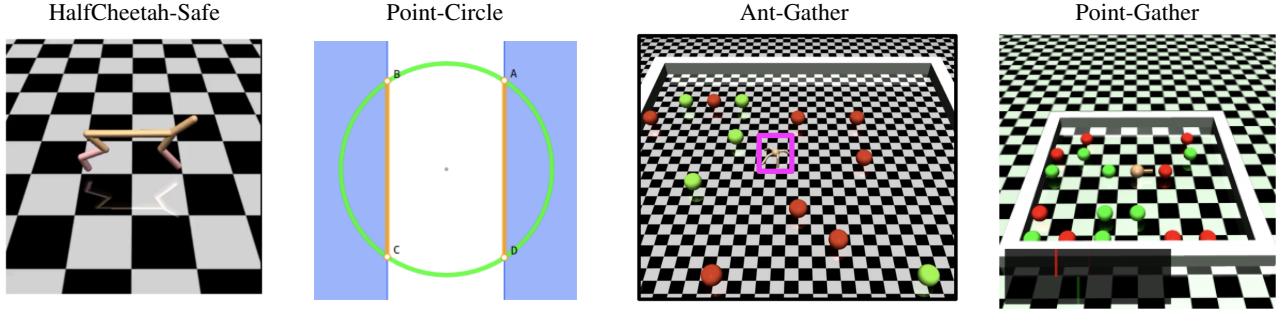 HalfCheetah-Safe
Point-Circle
Ant-Gather
Point-Gather
B
A
C
D